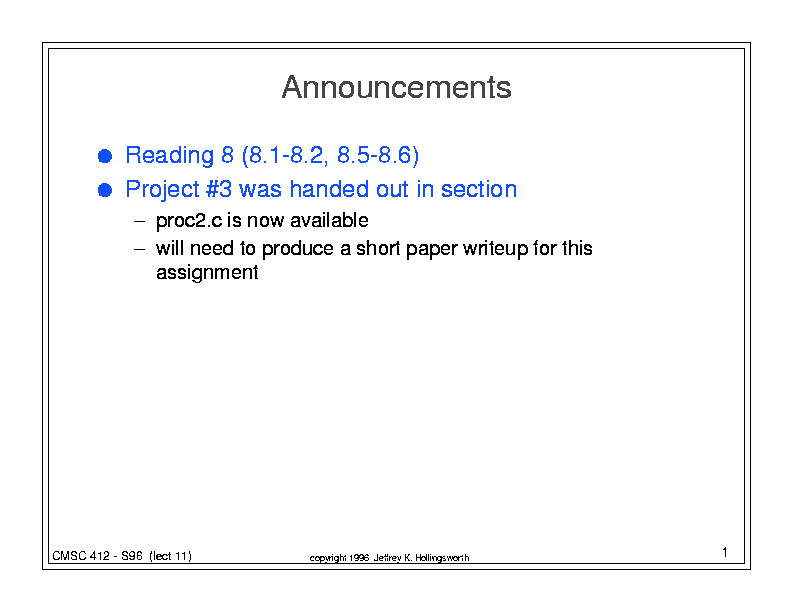 Announcements
● Reading 8 (8.1-8.2, 8.5-8.6)
● Project #3 was handed out in section
– proc2.c is now available
– will need to produce a short paper writeup for this
assignment
CMSC 412 - S96 (lect 11)
copyright 1996 Jeffrey K. Hollingsworth
1